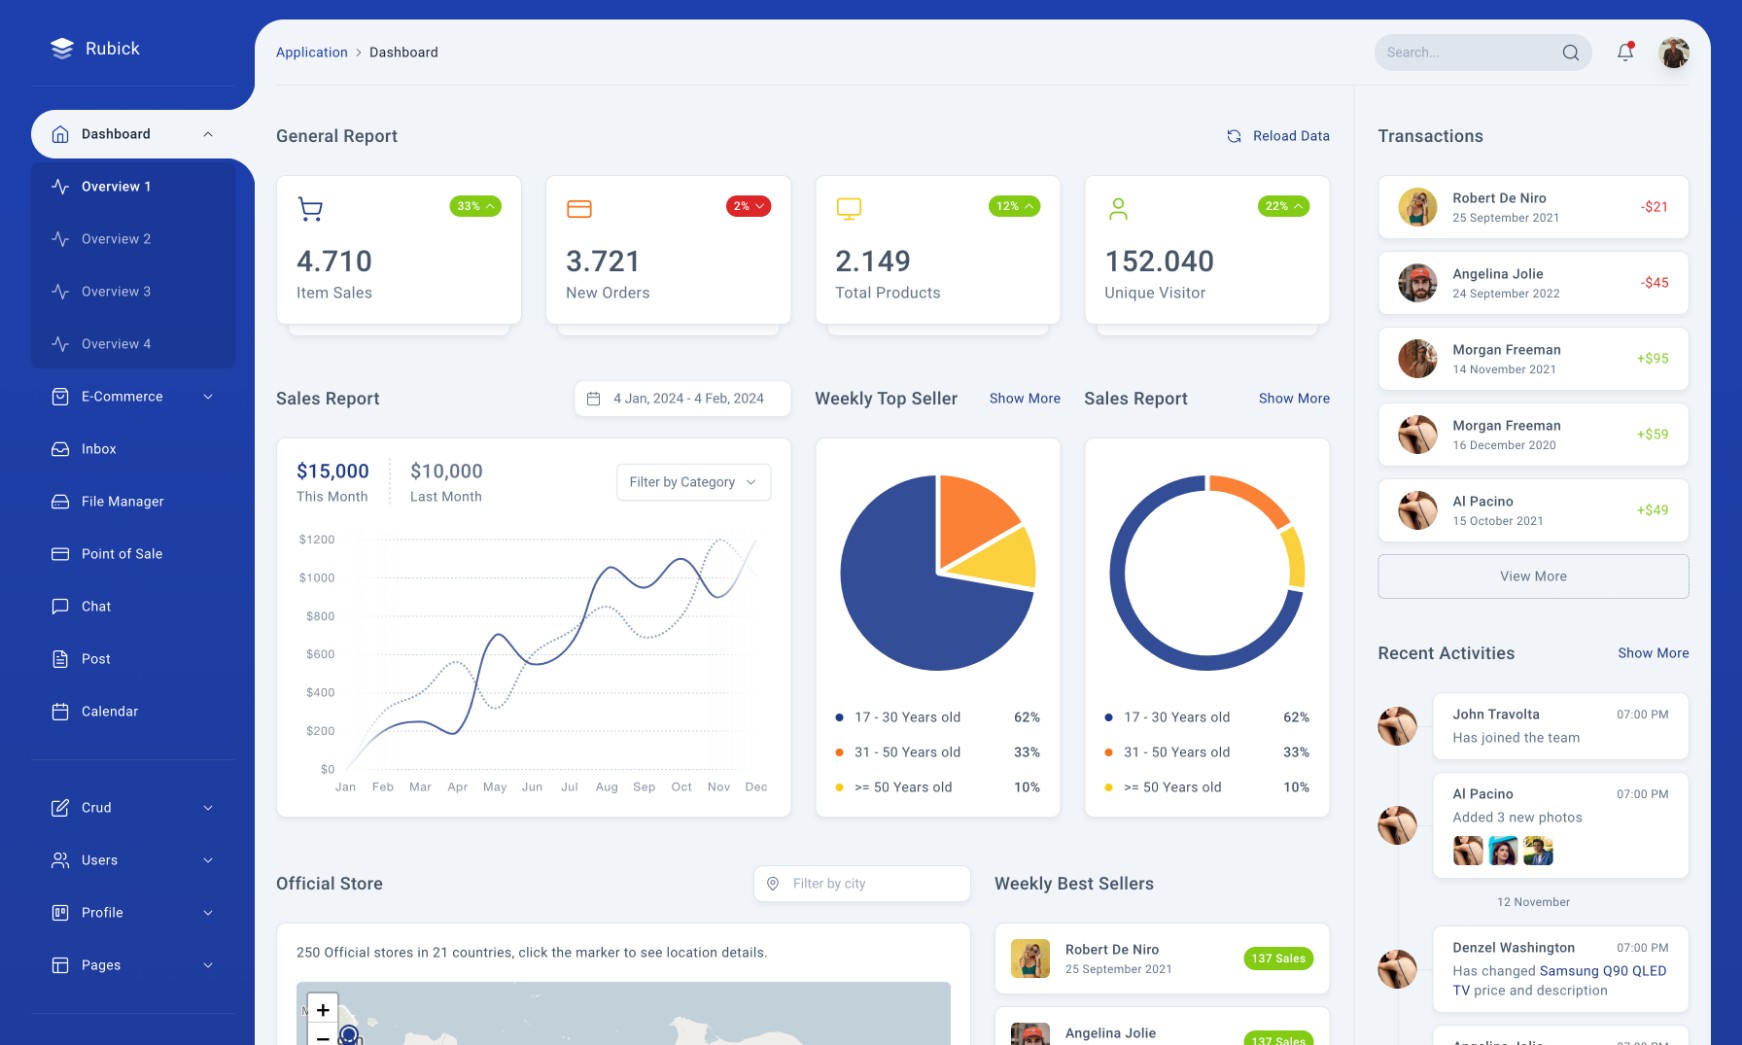 Rubick
Application > Dashboard
Search...
Dashboard
Overview 1
Overview 2
Overview 3
Overview 4
E-Commerce
Inbox
File Manager
Point of Sale
Chat
Post
Calendar
Crud
Users
Profile
Pages
General Report
Reload Data
33%
4.710
Item Sales
2%
3.721
New Orders
12%
2.149
Total Products
22%
152.040
Unique Visitor
Sales Report
4 Jan, 2024 - 4 Feb, 2024
$15,000
This Month
$10,000
Last Month
Filter by Category
$1200
$1000
$800
$600
$400
$200
$0
Jan Feb Mar Apr May Jun Jul Aug Sep Oct Nov Dec
Weekly Top Seller
Show More
17 - 30 Years old 62%
31 - 50 Years old 33%
>= 50 Years old 10%
Sales Report
Show More
17 - 30 Years old 62%
31 - 50 Years old 33%
>= 50 Years old 10%
Official Store
Filter by city
250 Official stores in 21 countries, click the marker to see location details.
+
−
Weekly Best Sellers
Robert De Niro
25 September 2021
137 Sales
Angelina Jolie
137 Sales
Transactions
Robert De Niro
25 September 2021
-$21
Angelina Jolie
24 September 2022
-$45
Morgan Freeman
14 November 2021
+$95
Morgan Freeman
16 December 2020
+$59
Al Pacino
15 October 2021
+$49
View More
Recent Activities
Show More
John Travolta 07:00 PM
Has joined the team
Al Pacino 07:00 PM
Added 3 new photos
12 November
Denzel Washington 07:00 PM
Has changed Samsung Q90 QLED
TV price and description
Angelina Jolie 07:00 PM